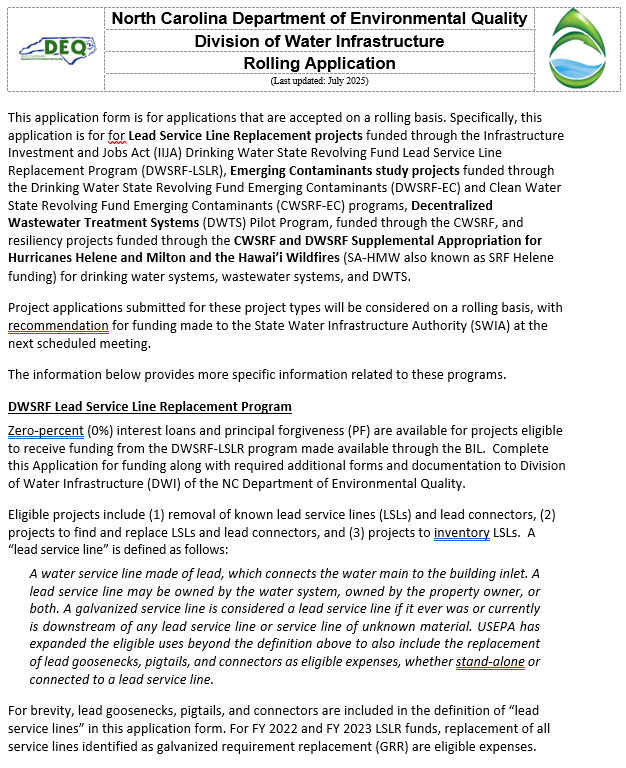 North Carolina Department of Environmental Quality
Division of Water Infrastructure
Rolling Application
(Last updated: July 2025)
DEQ
This application form is for applications that are accepted on a rolling basis. Specifically, this
application is for for Lead Service Line Replacement projects funded through the Infrastructure
Investment and Jobs Act (IIJA) Drinking Water State Revolving Fund Lead Service Line
Replacement Program (DWSRF-LSLR), Emerging Contaminants study projects funded through
the Drinking Water State Revolving Fund Emerging Contaminants (DWSRF-EC) and Clean Water
State Revolving Fund Emerging Contaminants (CWSRF-EC) programs, Decentralized
Wastewater Treatment Systems (DWTS) Pilot Program, funded through the CWSRF, and
resiliency projects funded through the CWSRF and DWSRF Supplemental Appropriation for
Hurricanes Helene and Milton and the Hawai’i Wildfires (SA-HMW also known as SRF Helene
funding) for drinking water systems, wastewater systems, and DWTS.
Project applications submitted for these project types will be considered on a rolling basis, with
recommendation for funding made to the State Water Infrastructure Authority (SWIA) at the
next scheduled meeting.
The information below provides more specific information related to these programs.
DWSRF Lead Service Line Replacement Program
Zero-percent (0%) interest loans and principal forgiveness (PF) are available for projects eligible
to receive funding from the DWSRF-LSLR program made available through the BIL.  Complete
this Application for funding along with required additional forms and documentation to Division
of Water Infrastructure (DWI) of the NC Department of Environmental Quality.
Eligible projects include (1) removal of known lead service lines (LSLs) and lead connectors, (2)
projects to find and replace LSLs and lead connectors, and (3) projects to inventory LSLs.  A
“lead service line” is defined as follows:
A water service line made of lead, which connects the water main to the building inlet. A
lead service line may be owned by the water system, owned by the property owner, or
both. A galvanized service line is considered a lead service line if it ever was or currently
is downstream of any lead service line or service line of unknown material. USEPA has
expanded the eligible uses beyond the definition above to also include the replacement
of lead goosenecks, pigtails, and connectors as eligible expenses, whether stand-alone or
connected to a lead service line.
For brevity, lead goosenecks, pigtails, and connectors are included in the definition of “lead
service lines” in this application form. For FY 2022 and FY 2023 LSLR funds, replacement of all
service lines identified as galvanized requirement replacement (GRR) are eligible expenses.